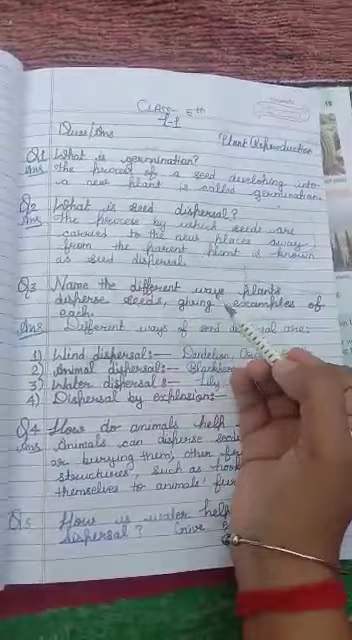 CLASS 5th
L-1
Ques/Ans
Plant Reproduction
Q1 What is germination?
Ans The process of a seed developing into
a new plant is called germination.
Q2 What is seed dispersal?
Ans The process by which seeds are
carried to the new places away
from the parent plant is known
as seed dispersal.
Q3 Name the different ways plants
disperse seeds, giving examples of
each.
Ans Different ways of seed are:
1) Wind dispersal:— Dandelion,
2) Animal dispersal:—
3) Water dispersal:— Lily,
4) Dispersal by explosion:—
Q4 How do animals help
Ans Animals can disperse seeds
or burying them, other
structures, such as
themselves to animals' fur
Q5 How is water help
dispersal? Give